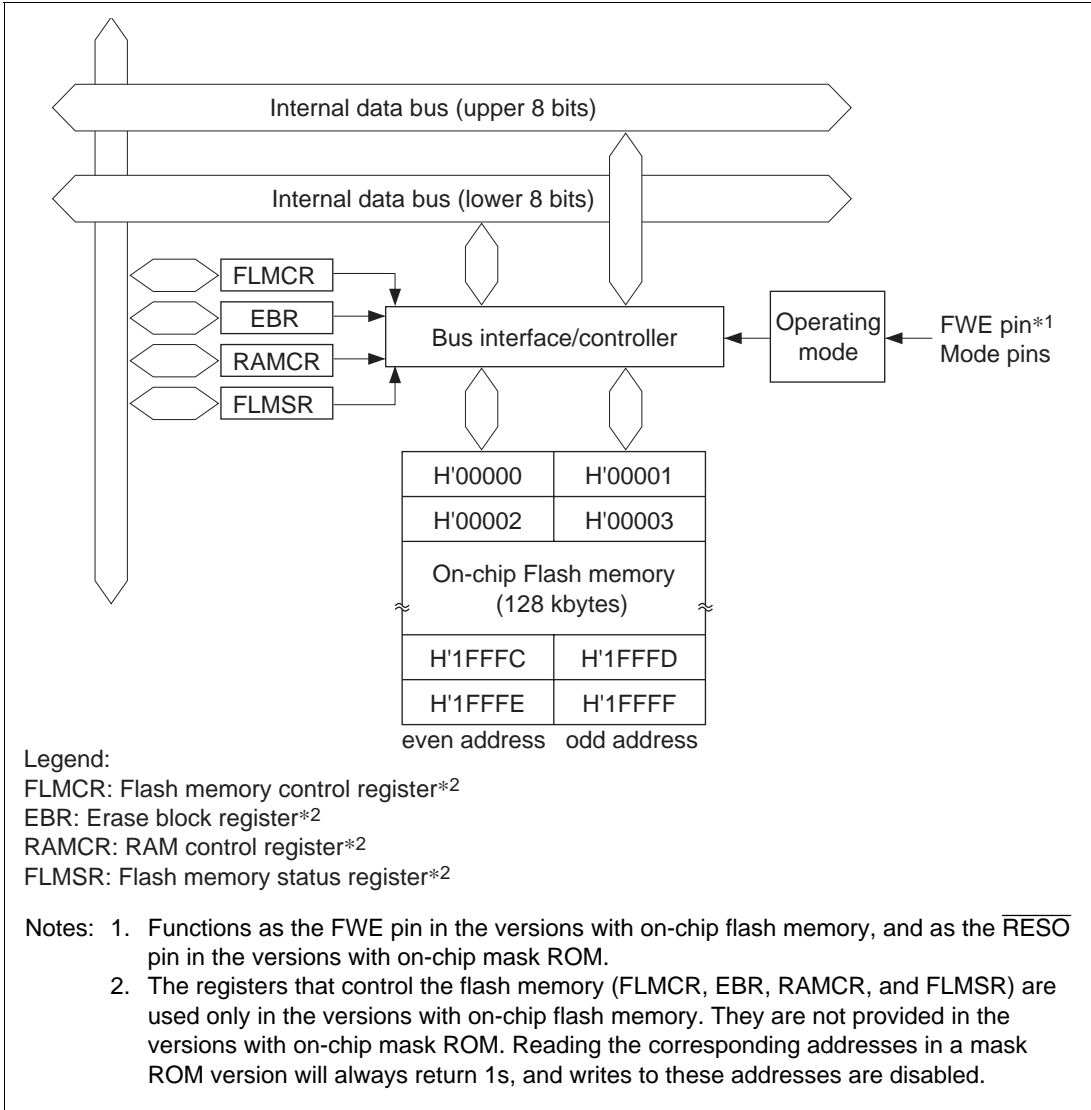 Internal data bus (upper 8 bits)
Internal data bus (lower 8 bits)
FLMCR
EBR
RAMCR
FLMSR
Bus interface/controller
Operating
mode
FWE pin*1
Mode pins
H'00000 H'00001
H'00002 H'00003
On-chip Flash memory
(128 kbytes)
H'1FFFC H'1FFFD
H'1FFFE H'1FFFF
even address odd address
Legend:
FLMCR: Flash memory control register*2
EBR: Erase block register*2
RAMCR: RAM control register*2
FLMSR: Flash memory status register*2
Notes: 1. Functions as the FWE pin in the versions with on-chip flash memory, and as the RESO
pin in the versions with on-chip mask ROM.
2. The registers that control the flash memory (FLMCR, EBR, RAMCR, and FLMSR) are
used only in the versions with on-chip flash memory. They are not provided in the
versions with on-chip mask ROM. Reading the corresponding addresses in a mask
ROM version will always return 1s, and writes to these addresses are disabled.